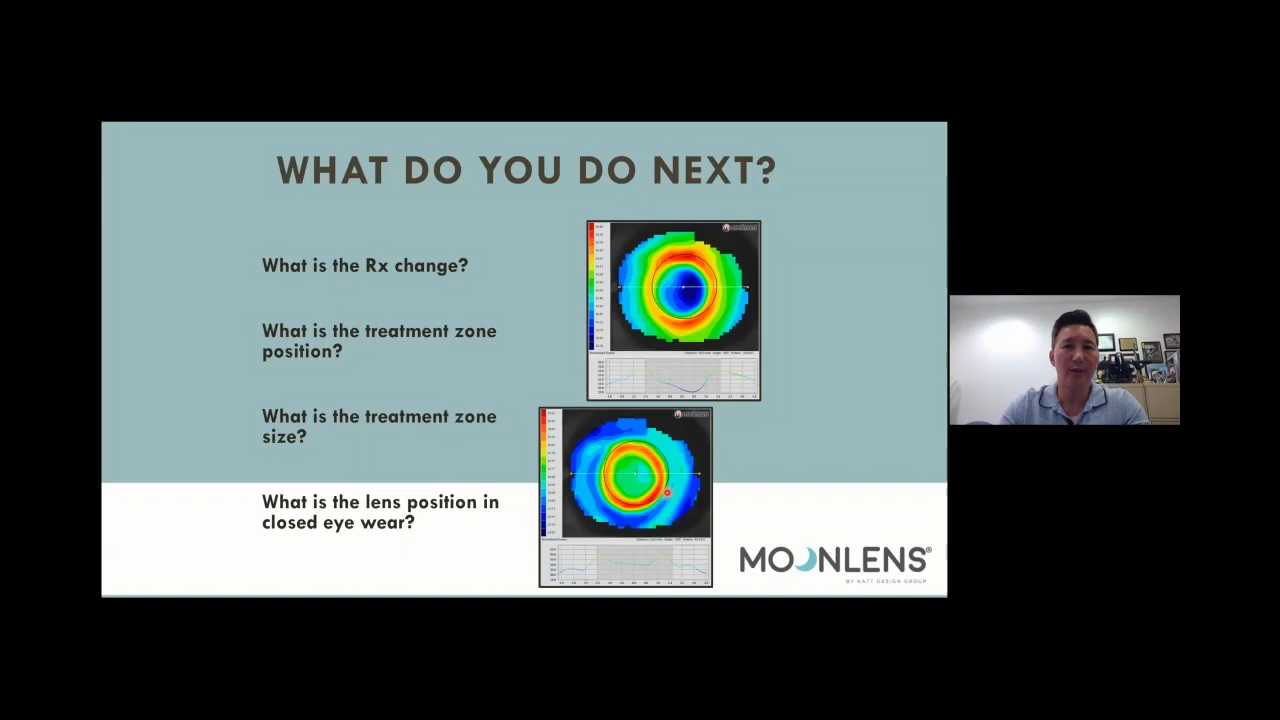 WHAT DO YOU DO NEXT?
What is the Rx change?
What is the treatment zone
position?
What is the treatment zone
size?
What is the lens position in
closed eye wear?
MOONLENS®
BY KATT DESIGN GROUP